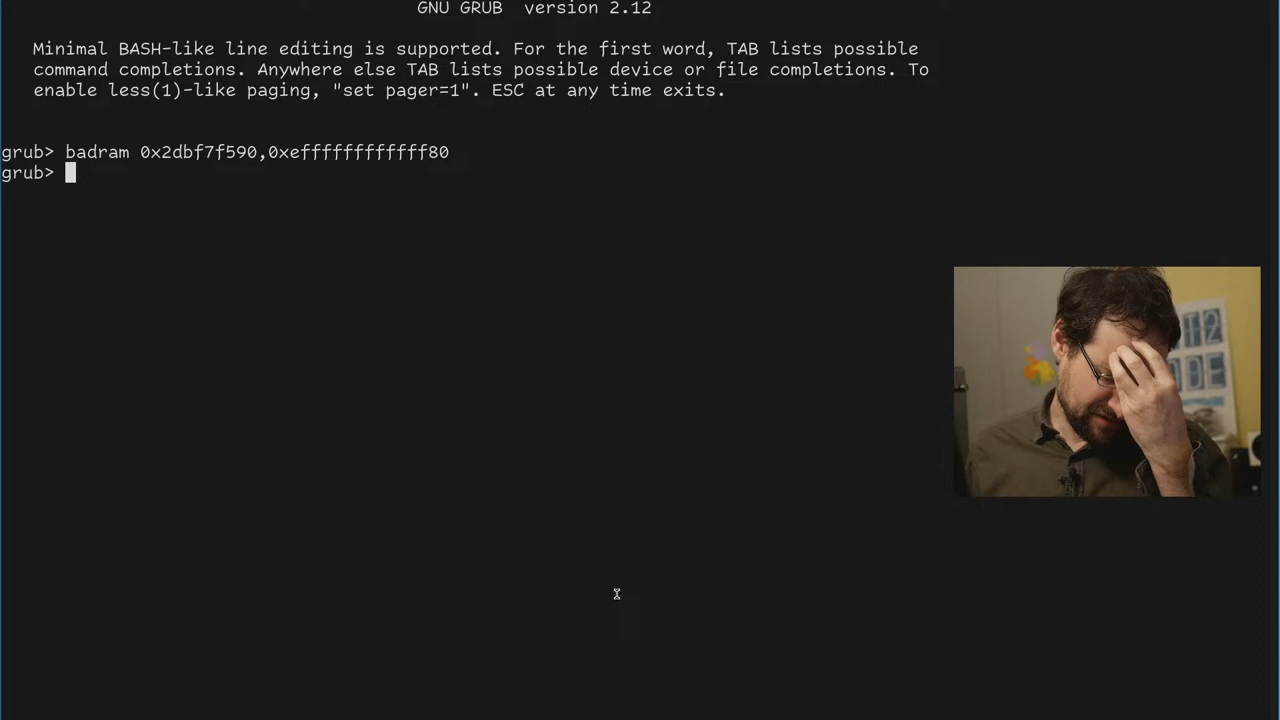 GNU GRUB version 2.12
Minimal BASH-like line editing is supported. For the first word, TAB lists possible
command completions. Anywhere else TAB lists possible device or file completions. To
enable less(1)-like paging, "set pager=1". ESC at any time exits.
grub> badram 0x2dbf7f590,0xeffffffffffff80
grub>